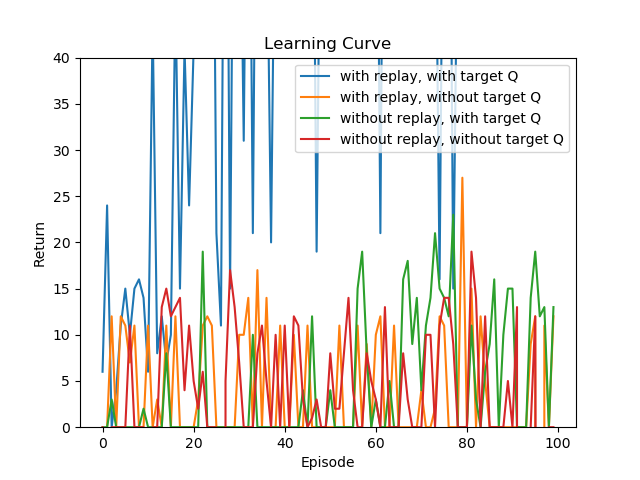 Learning Curve
with replay, with target Q
with replay, without target Q
without replay, with target Q
without replay, without target Q
40
35
30
25
20
15
10
5
0
Return
0 20 40 60 80 100
Episode